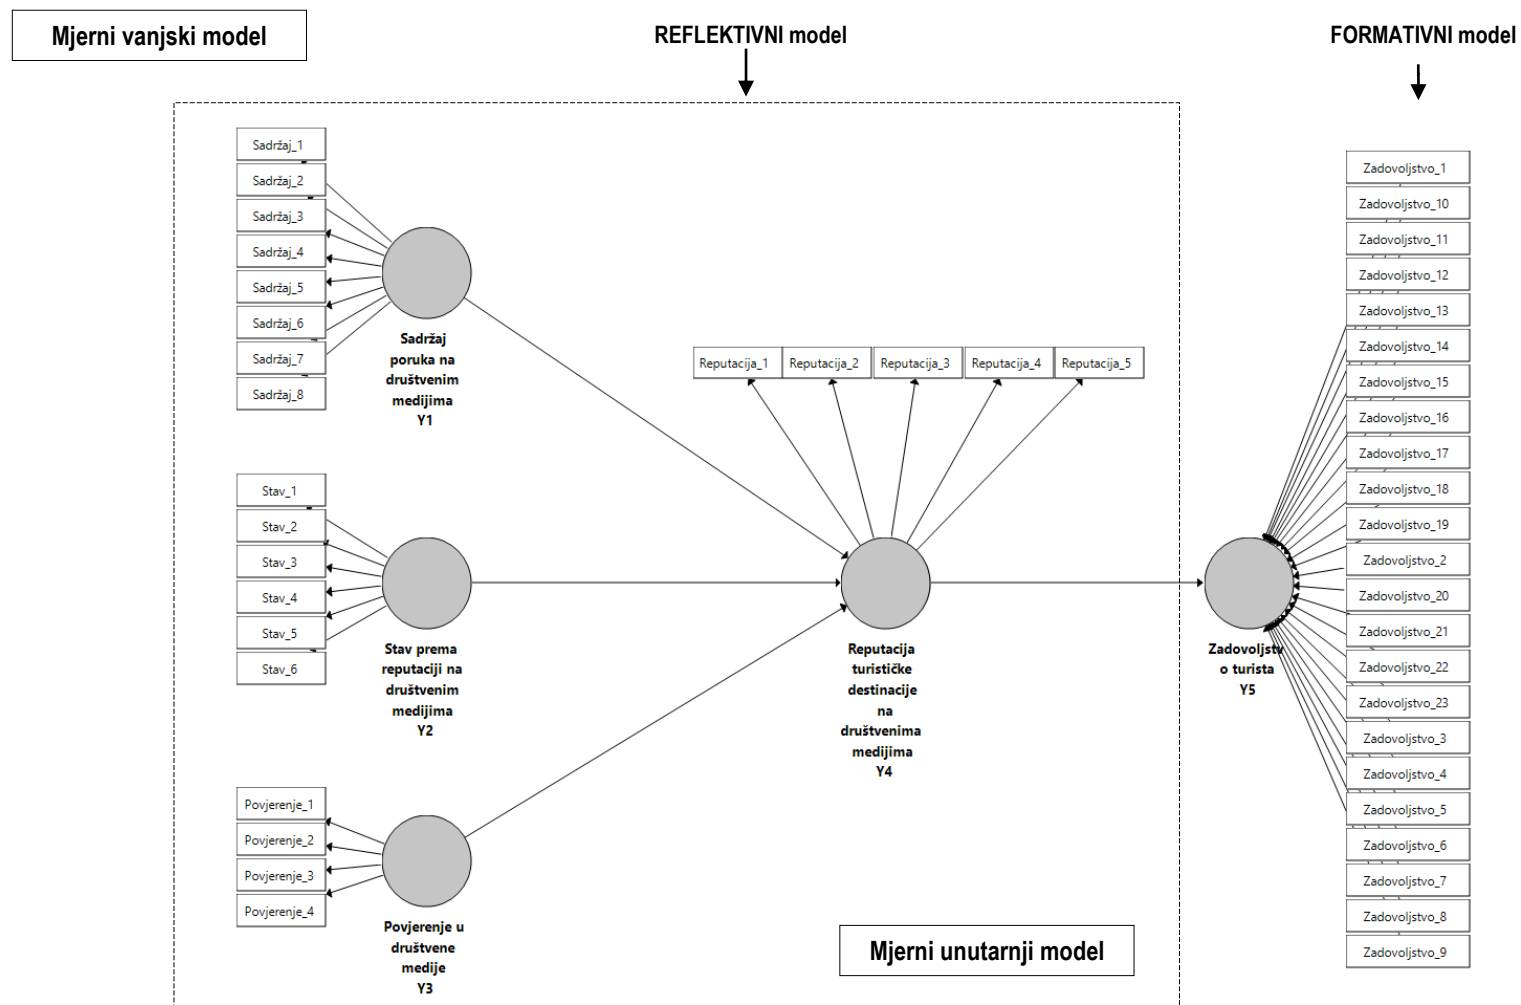 Mjerni vanjski model
REFLEKTIVNI model
FORMATIVNI model
Sadržaj_1
Sadržaj_2
Sadržaj_3
Sadržaj_4
Sadržaj_5
Sadržaj_6
Sadržaj_7
Sadržaj_8
Sadržaj
poruka na
društvenim
medijima
Y1
Stav_1
Stav_2
Stav_3
Stav_4
Stav_5
Stav_6
Stav prema
reputaciji na
društvenim
medijima
Y2
Povjerenje_1
Povjerenje_2
Povjerenje_3
Povjerenje_4
Povjerenje u
društvene
medije
Y3
Reputacija_1
Reputacija_2
Reputacija_3
Reputacija_4
Reputacija_5
Reputacija
turističke
destinacije
na
društvenima
medijima
Y4
Zadovoljstv
o turista
Y5
Zadovoljstvo_1
Zadovoljstvo_10
Zadovoljstvo_11
Zadovoljstvo_12
Zadovoljstvo_13
Zadovoljstvo_14
Zadovoljstvo_15
Zadovoljstvo_16
Zadovoljstvo_17
Zadovoljstvo_18
Zadovoljstvo_19
Zadovoljstvo_2
Zadovoljstvo_20
Zadovoljstvo_21
Zadovoljstvo_22
Zadovoljstvo_23
Zadovoljstvo_3
Zadovoljstvo_4
Zadovoljstvo_5
Zadovoljstvo_6
Zadovoljstvo_7
Zadovoljstvo_8
Zadovoljstvo_9
Mjerni unutarnji model